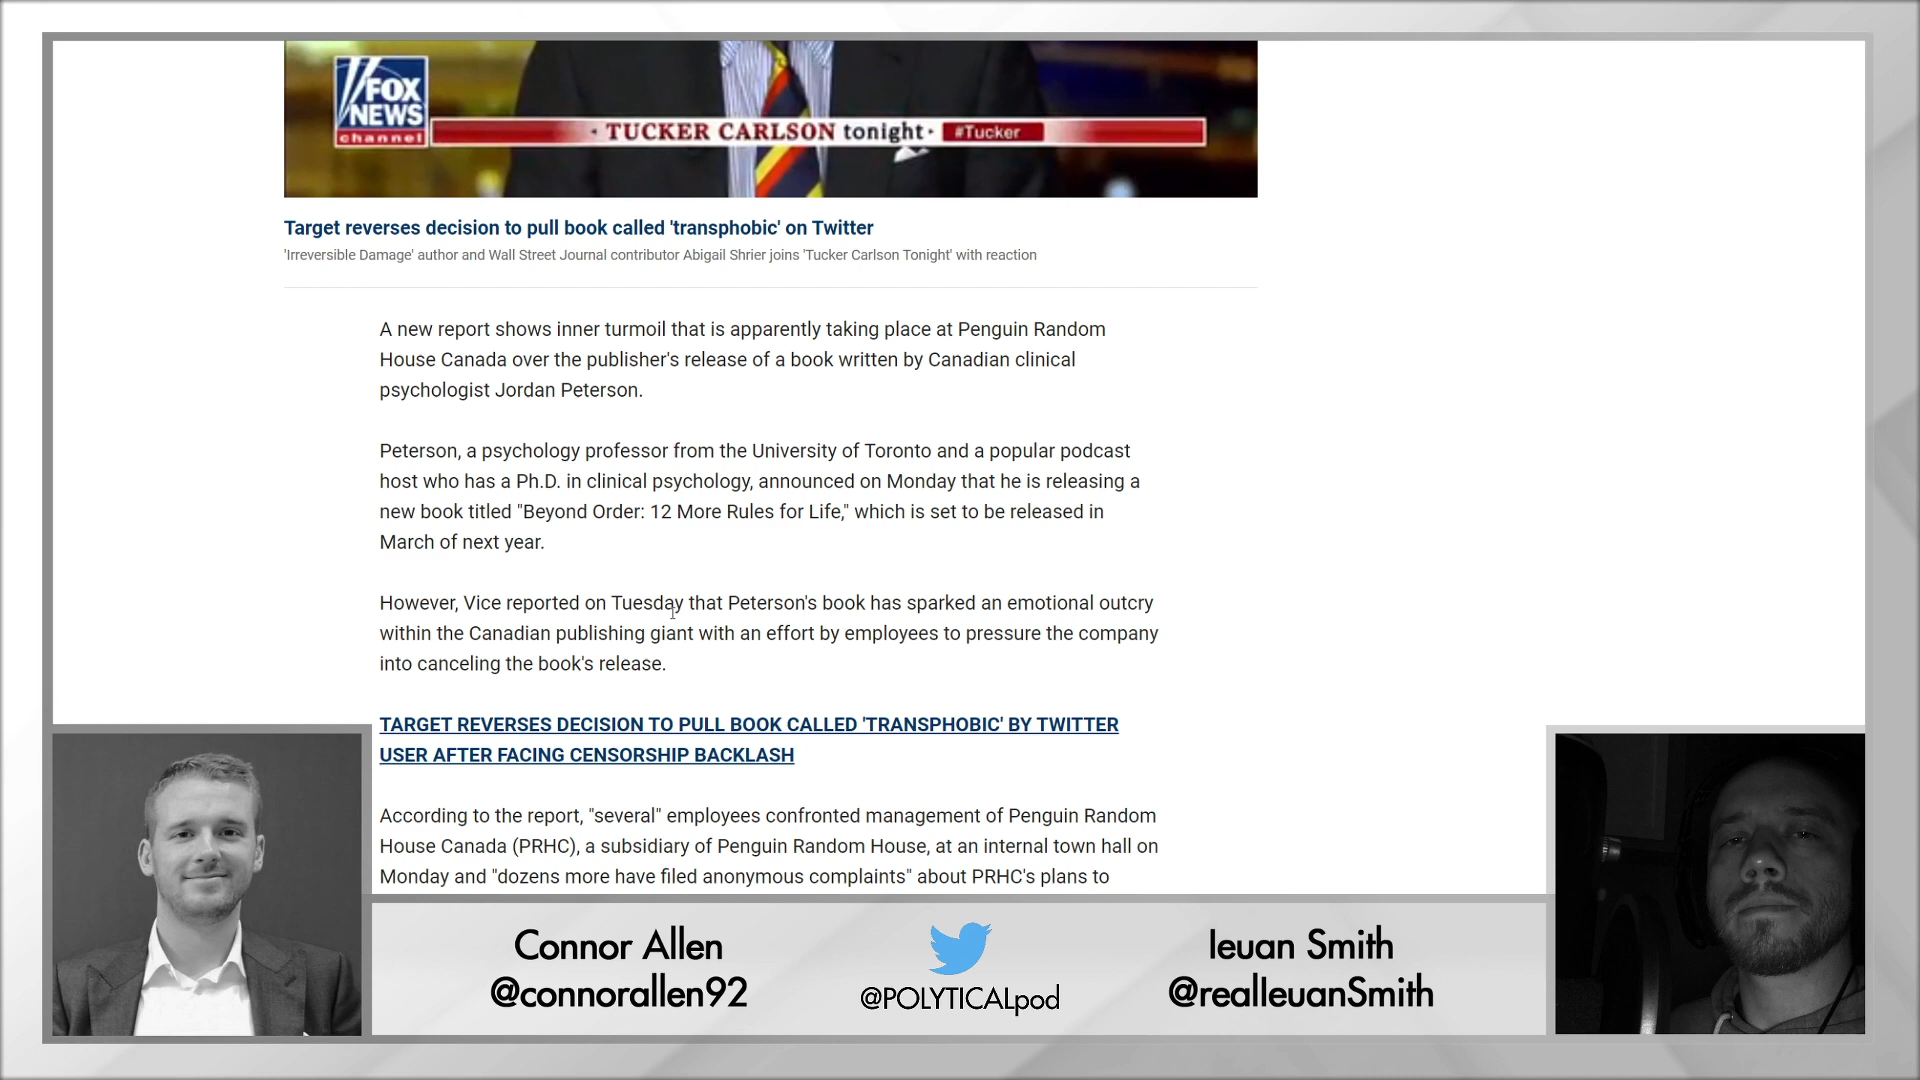 FOX
NEWS
channel
· TUCKER CARLSON tonight · #Tucker
Target reverses decision to pull book called 'transphobic' on Twitter
'Irreversible Damage' author and Wall Street Journal contributor Abigail Shrier joins 'Tucker Carlson Tonight' with reaction
A new report shows inner turmoil that is apparently taking place at Penguin Random
House Canada over the publisher's release of a book written by Canadian clinical
psychologist Jordan Peterson.
Peterson, a psychology professor from the University of Toronto and a popular podcast
host who has a Ph.D. in clinical psychology, announced on Monday that he is releasing a
new book titled "Beyond Order: 12 More Rules for Life," which is set to be released in
March of next year.
However, Vice reported on Tuesday that Peterson's book has sparked an emotional outcry
within the Canadian publishing giant with an effort by employees to pressure the company
into canceling the book's release.
TARGET REVERSES DECISION TO PULL BOOK CALLED 'TRANSPHOBIC' BY TWITTER
USER AFTER FACING CENSORSHIP BACKLASH
According to the report, "several" employees confronted management of Penguin Random
House Canada (PRHC), a subsidiary of Penguin Random House, at an internal town hall on
Monday and "dozens more have filed anonymous complaints" about PRHC's plans to
Connor Allen
@connorallen92
@POLYTICALpod
Ieuan Smith
@realIeuanSmith